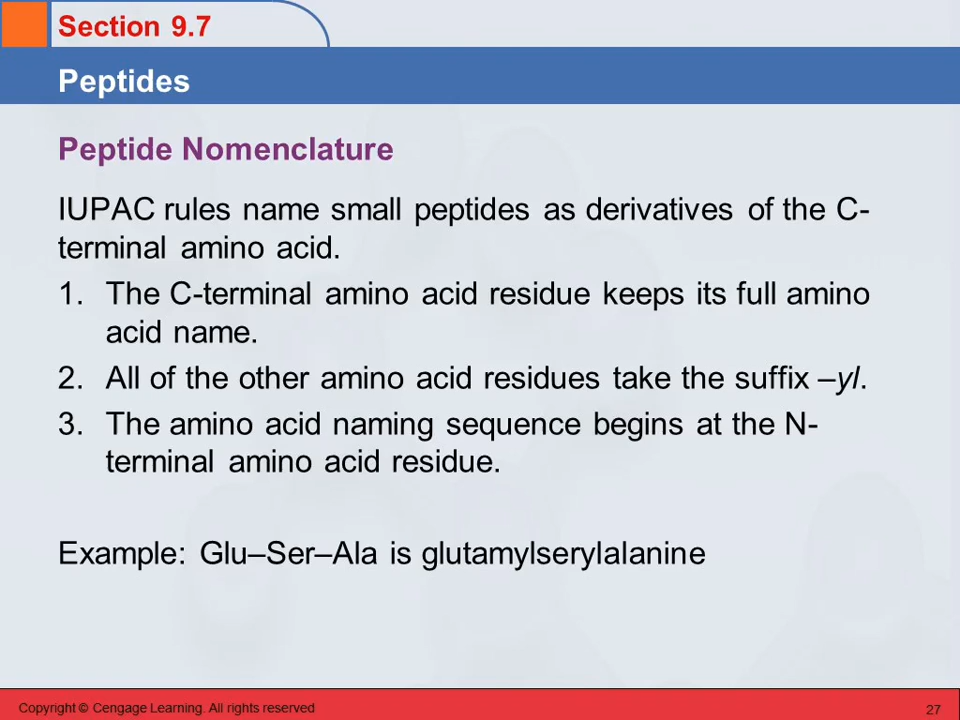 Section 9.7
Peptides
Peptide Nomenclature
IUPAC rules name small peptides as derivatives of the C-
terminal amino acid.
1. The C-terminal amino acid residue keeps its full amino
acid name.
2. All of the other amino acid residues take the suffix –yl.
3. The amino acid naming sequence begins at the N-
terminal amino acid residue.
Example: Glu–Ser–Ala is glutamylserylalanine
Copyright © Cengage Learning. All rights reserved
27